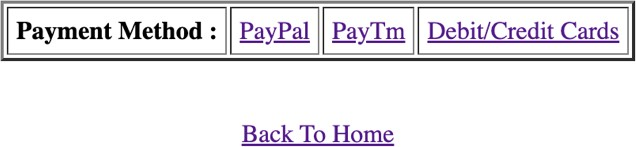 Payment Method : PayPal PayTm Debit/Credit Cards
Back To Home